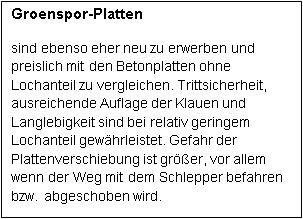 Groenspor-Platten
sind ebenso eher neu zu erwerben und
preislich mit den Betonplatten ohne
Lochanteil zu vergleichen. Trittsicherheit,
ausreichende Auflage der Klauen und
Langlebigkeit sind bei relativ geringem
Lochanteil gewährleistet. Gefahr der
Plattenverschiebung ist größer, vor allem
wenn der Weg mit dem Schlepper befahren
bzw. abgeschoben wird.